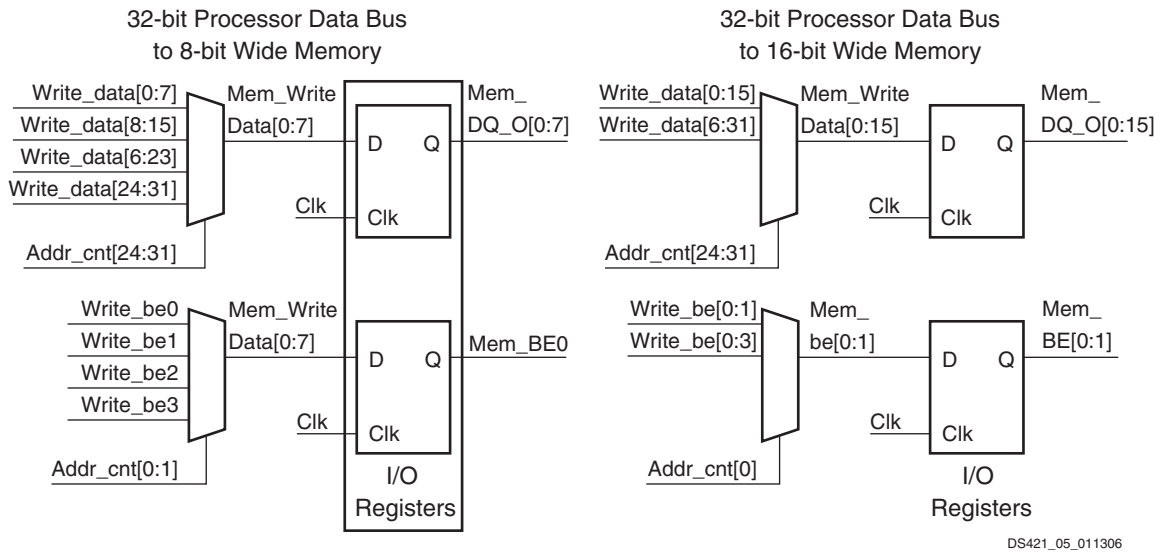 32-bit Processor Data Bus
to 8-bit Wide Memory
Write_data[0:7]
Write_data[8:15]
Write_data[6:23]
Write_data[24:31]
Addr_cnt[24:31]
Mem_Write
Data[0:7]
D
Q
Clk
Clk
Mem_
DQ_O[0:7]
Write_be0
Write_be1
Write_be2
Write_be3
Addr_cnt[0:1]
Mem_Write
Data[0:7]
D
Q
Clk
Clk
Mem_BE0
I/O
Registers
32-bit Processor Data Bus
to 16-bit Wide Memory
Write_data[0:15]
Write_data[6:31]
Addr_cnt[24:31]
Mem_Write
Data[0:15]
D
Q
Clk
Clk
Mem_
DQ_O[0:15]
Write_be[0:1]
Write_be[0:3]
Addr_cnt[0]
Mem_
be[0:1]
D
Q
Clk
Clk
Mem_
BE[0:1]
I/O
Registers
DS421_05_011306